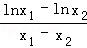 lnx₁ − lnx₂
x₁ − x₂